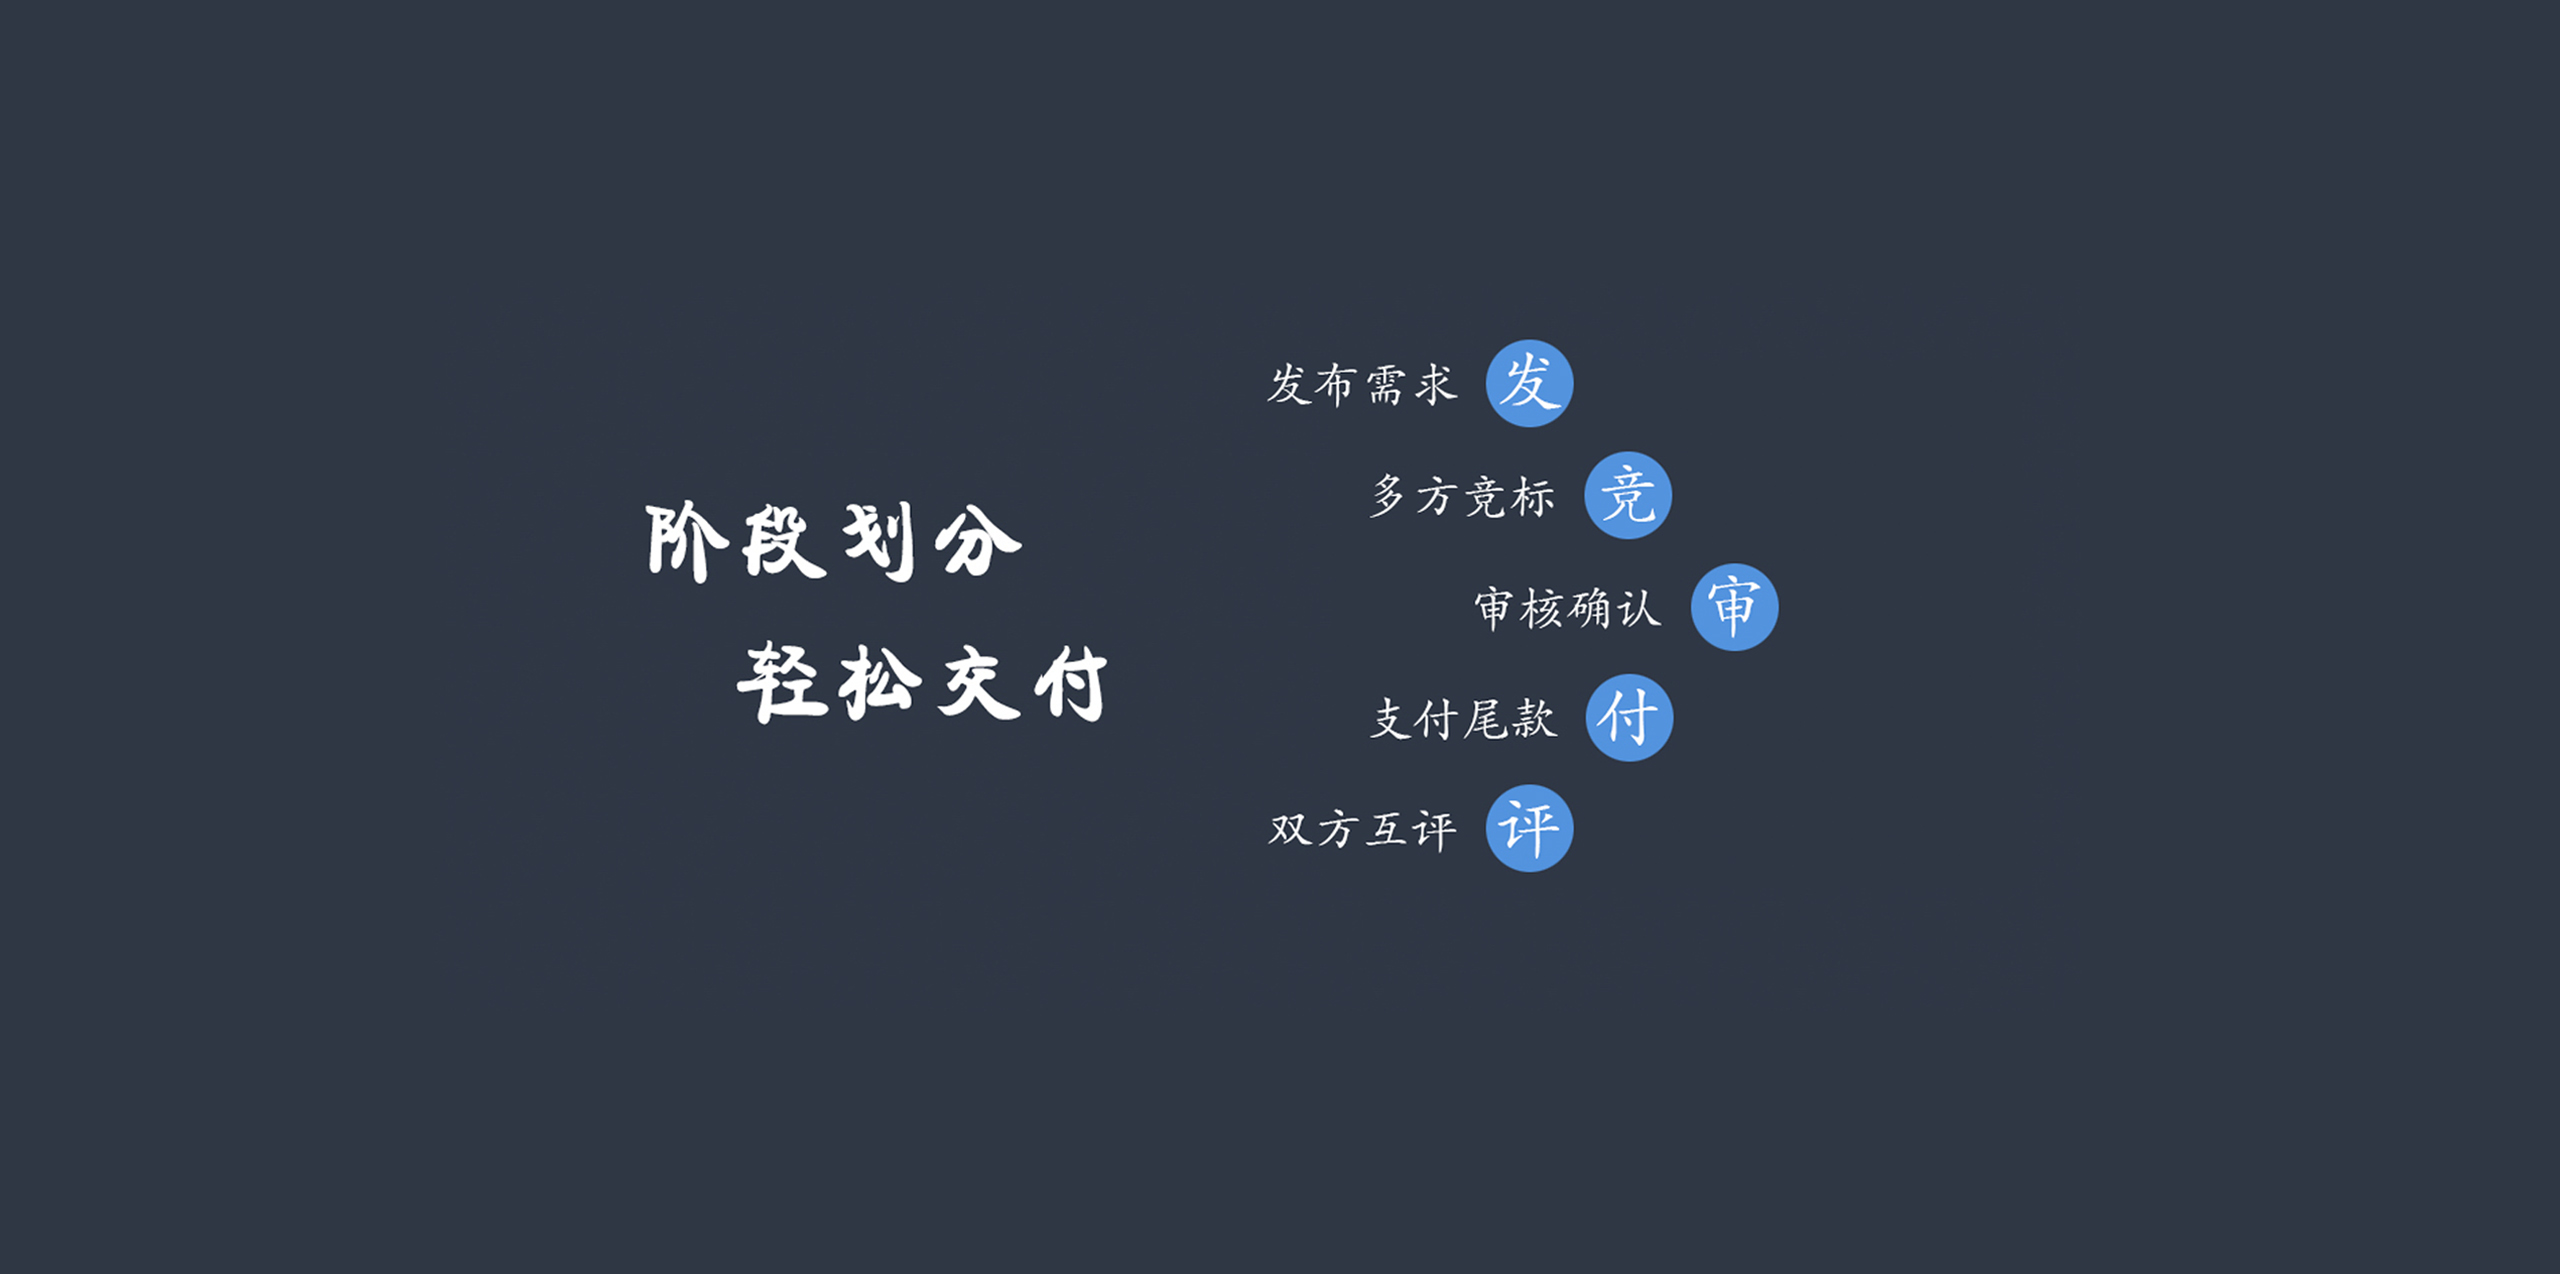 阶段划分
轻松交付
发布需求 发
多方竞标 竞
审核确认 审
支付尾款 付
双方互评 评